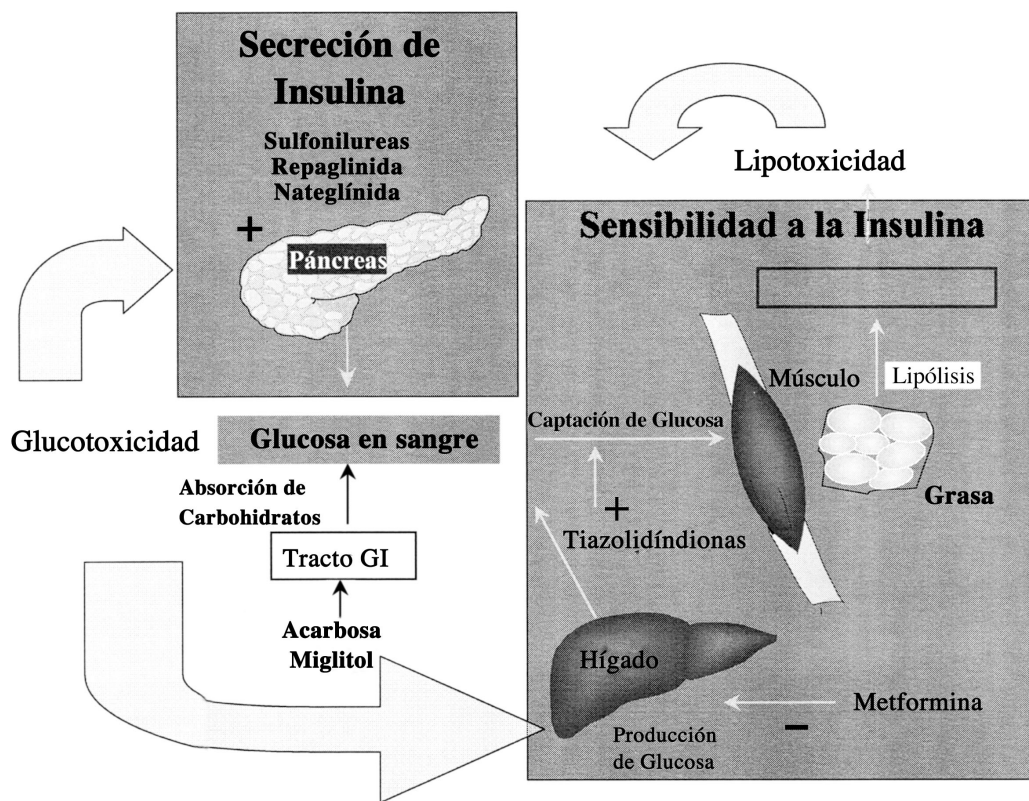 Secreción de
Insulina
Sulfonilureas
Repaglinida
Nateglínida
+
Páncreas
Lipotoxicidad
Sensibilidad a la Insulina
Músculo
Lipólisis
Grasa
Glucotoxicidad
Glucosa en sangre
Captación de Glucosa
Absorción de
Carbohidratos
+
Tiazolidíndionas
Tracto GI
Acarbosa
Miglitol
Hígado
Metformina
−
Producción
de Glucosa